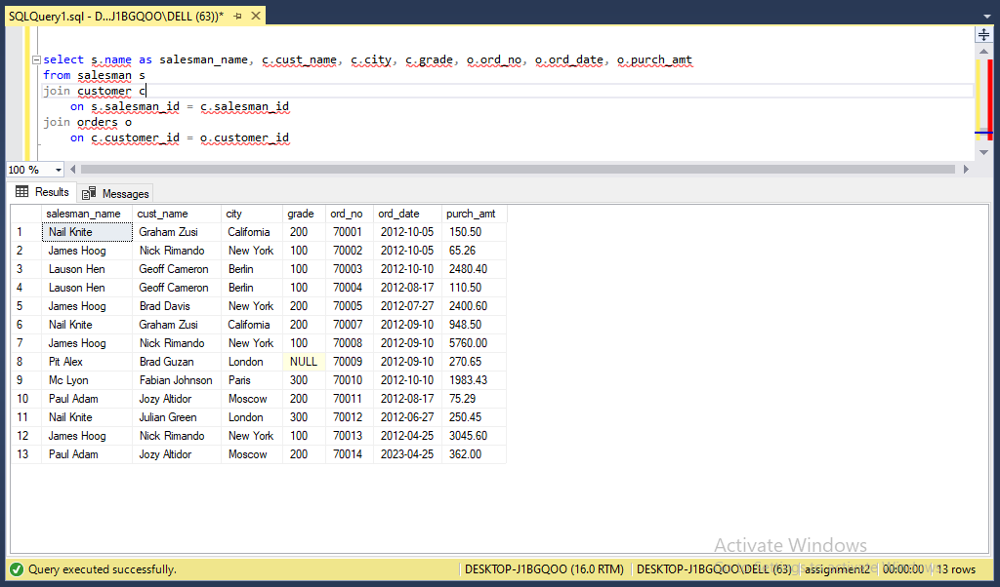 SQLQuery1.sql - D...J1BGQOO\DELL (63))*
select s.name as salesman_name, c.cust_name, c.city, c.grade, o.ord_no, o.ord_date, o.purch_amt
from salesman s
join customer c
on s.salesman_id = c.salesman_id
join orders o
on c.customer_id = o.customer_id
100 %
Results Messages
salesman_name cust_name city grade ord_no ord_date purch_amt
1 Nail Knite Graham Zusi California 200 70001 2012-10-05 150.50
2 James Hoog Nick Rimando New York 100 70002 2012-10-05 65.26
3 Lauson Hen Geoff Cameron Berlin 100 70003 2012-10-10 2480.40
4 Lauson Hen Geoff Cameron Berlin 100 70004 2012-08-17 110.50
5 James Hoog Brad Davis New York 200 70005 2012-07-27 2400.60
6 Nail Knite Graham Zusi California 200 70007 2012-09-10 948.50
7 James Hoog Nick Rimando New York 100 70008 2012-09-10 5760.00
8 Pit Alex Brad Guzan London NULL 70009 2012-09-10 270.65
9 Mc Lyon Fabian Johnson Paris 300 70010 2012-10-10 1983.43
10 Paul Adam Jozy Altidor Moscow 200 70011 2012-08-17 75.29
11 Nail Knite Julian Green London 300 70012 2012-06-27 250.45
12 James Hoog Nick Rimando New York 100 70013 2012-04-25 3045.60
13 Paul Adam Jozy Altidor Moscow 200 70014 2023-04-25 362.00
Activate Windows
Go to Settings to activate Windows.
Query executed successfully. DESKTOP-J1BGQOO (16.0 RTM) DESKTOP-J1BGQOO\DELL (63) assignment2 00:00:00 13 rows